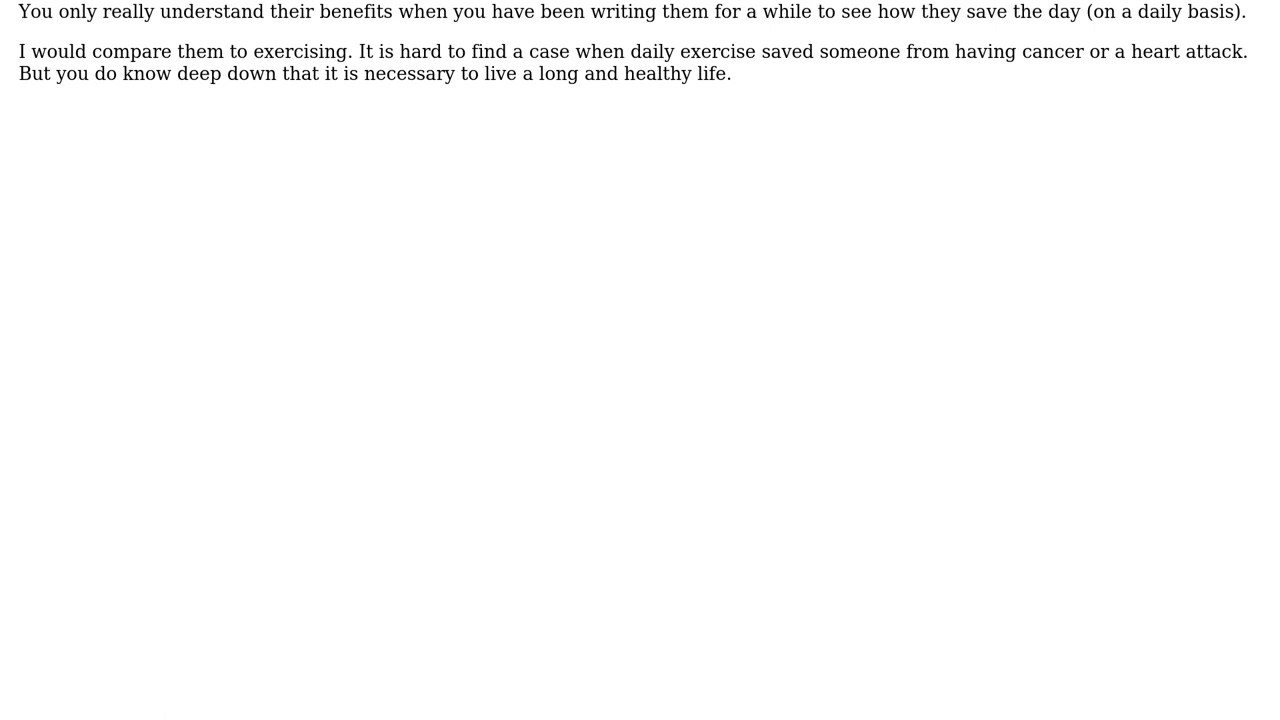 You only really understand their benefits when you have been writing them for a while to see how they save the day (on a daily basis).
I would compare them to exercising. It is hard to find a case when daily exercise saved someone from having cancer or a heart attack.
But you do know deep down that it is necessary to live a long and healthy life.